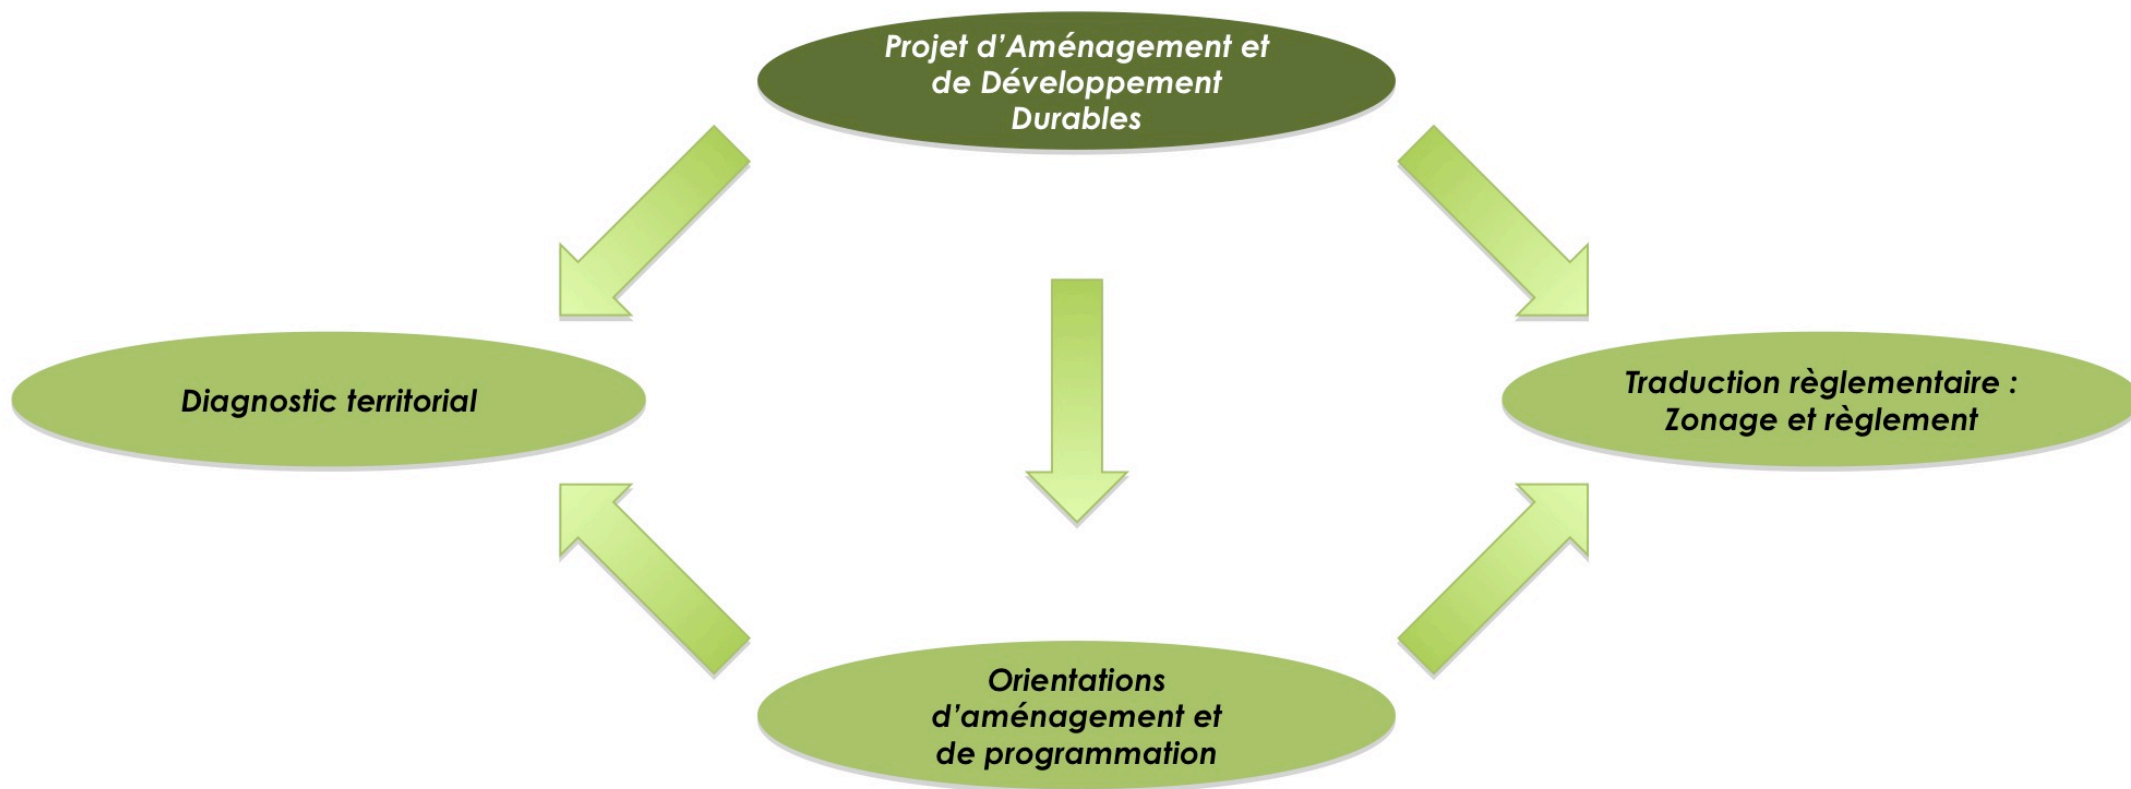 Projet d’Aménagement et
de Développement
Durables
Diagnostic territorial
Traduction règlementaire :
Zonage et règlement
Orientations
d’aménagement et
de programmation